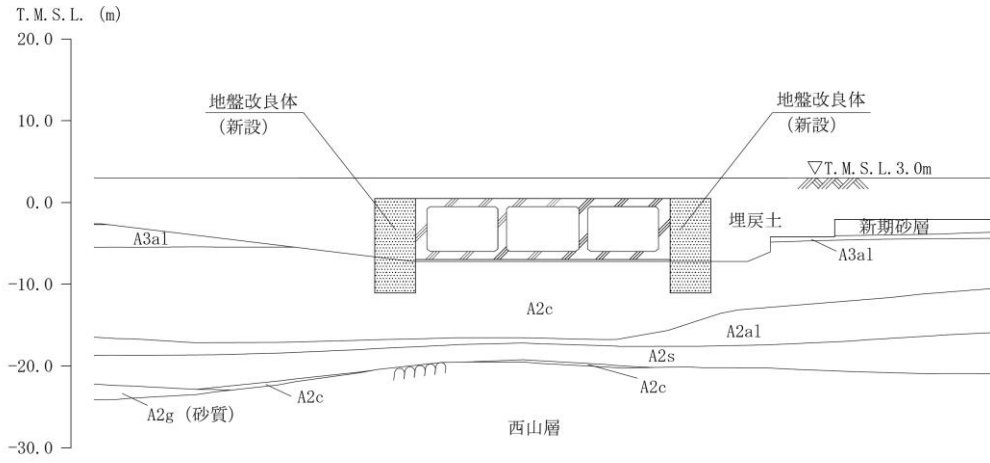 T.M.S.L. (m)
20.0
10.0
0.0
-10.0
-20.0
-30.0
地盤改良体
(新設)
地盤改良体
(新設)
▽T.M.S.L.3.0m
埋戻土
新期砂層
A3al
A3al
A2c
A2al
A2s
A2c
A2c
A2g (砂質)
西山層